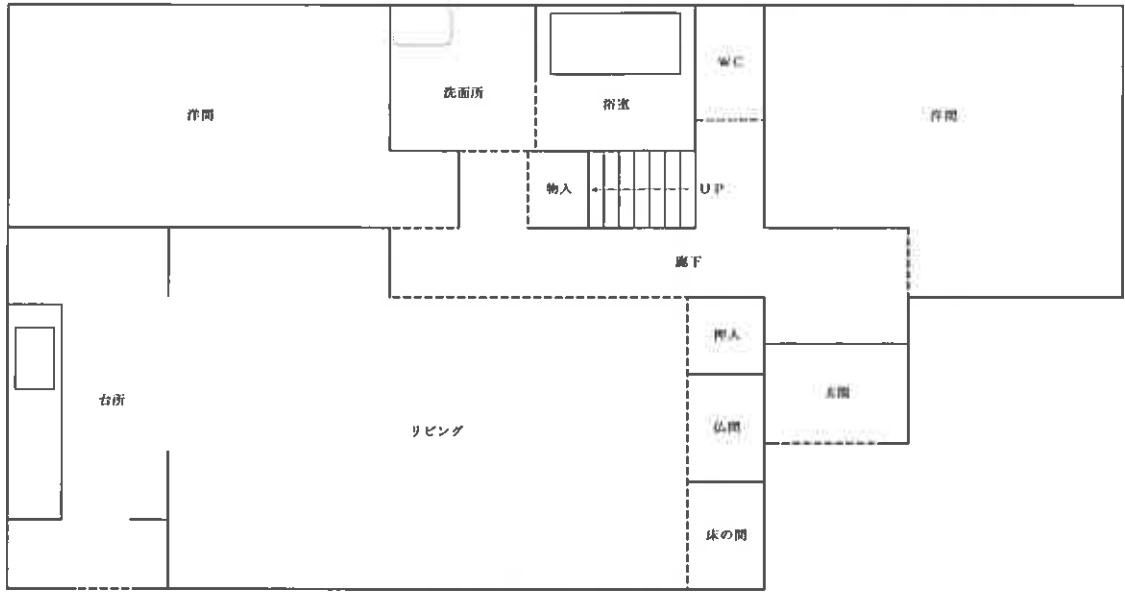 WC
洗面所
浴室
洋間
洋間
物入
UP
廊下
押入
玄関
台所
仏間
リビング
床の間